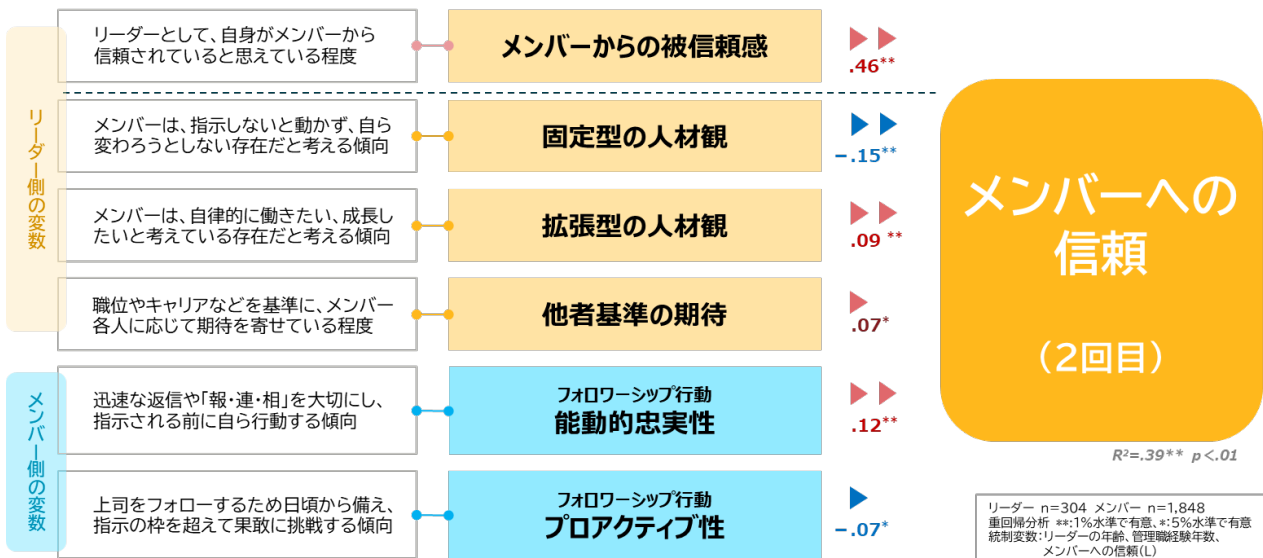 リーダー側の変数
リーダーとして、自身がメンバーから
信頼されていると思えている程度
メンバーからの被信頼感
.46**
メンバーは、指示しないと動かず、自ら
変わろうとしない存在だと考える傾向
固定型の人材観
−.15**
メンバーは、自律的に働きたい、成長し
たいと考えている存在だと考える傾向
拡張型の人材観
.09 **
職位やキャリアなどを基準に、メンバー
各人に応じて期待を寄せている程度
他者基準の期待
.07*
メンバー側の変数
迅速な返信や「報・連・相」を大切にし、
指示される前に自ら行動する傾向
フォロワーシップ行動
能動的忠実性
.12**
上司をフォローするため日頃から備え、
指示の枠を超えて果敢に挑戦する傾向
フォロワーシップ行動
プロアクティブ性
−.07*
メンバーへの
信頼
（2回目）
R²=.39** p<.01
リーダー n=304 メンバー n=1,848
重回帰分析 **:1%水準で有意、*:5%水準で有意
統制変数:リーダーの年齢、管理職経験年数、
メンバーへの信頼(L)